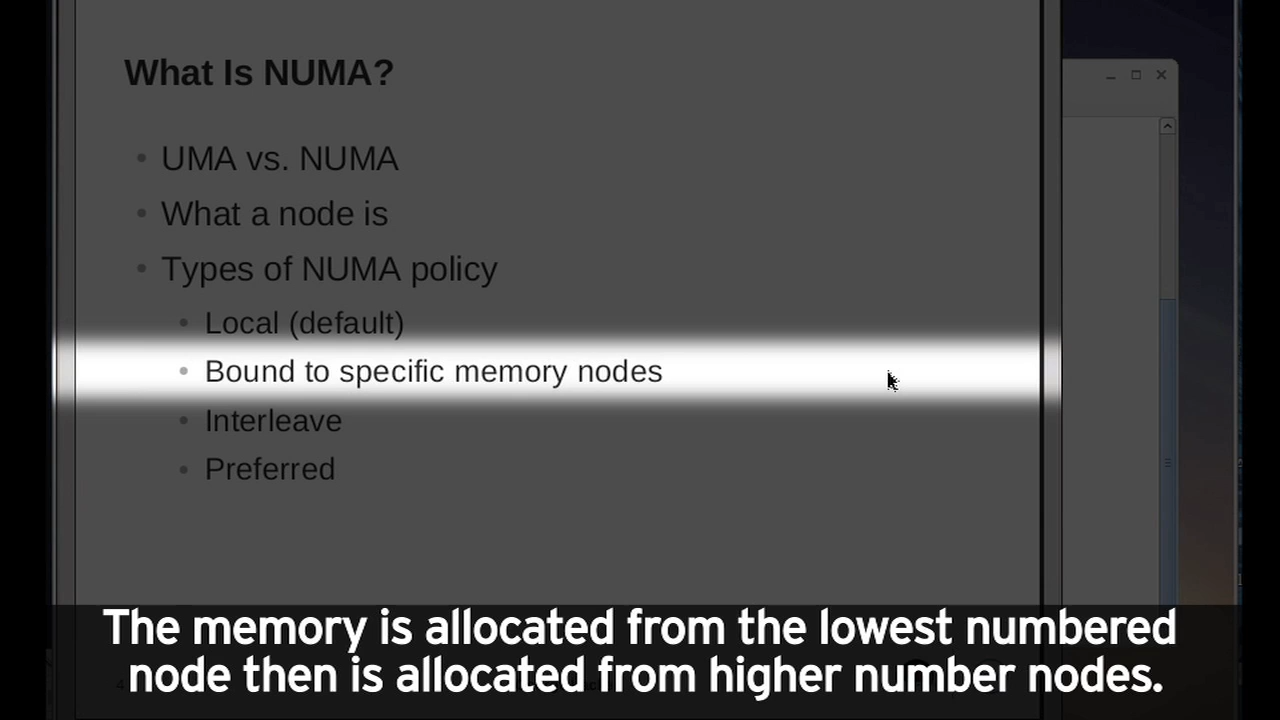 What Is NUMA?
UMA vs. NUMA
What a node is
Types of NUMA policy
Local (default)
Bound to specific memory nodes
Interleave
Preferred
The memory is allocated from the lowest numbered
node then is allocated from higher number nodes.